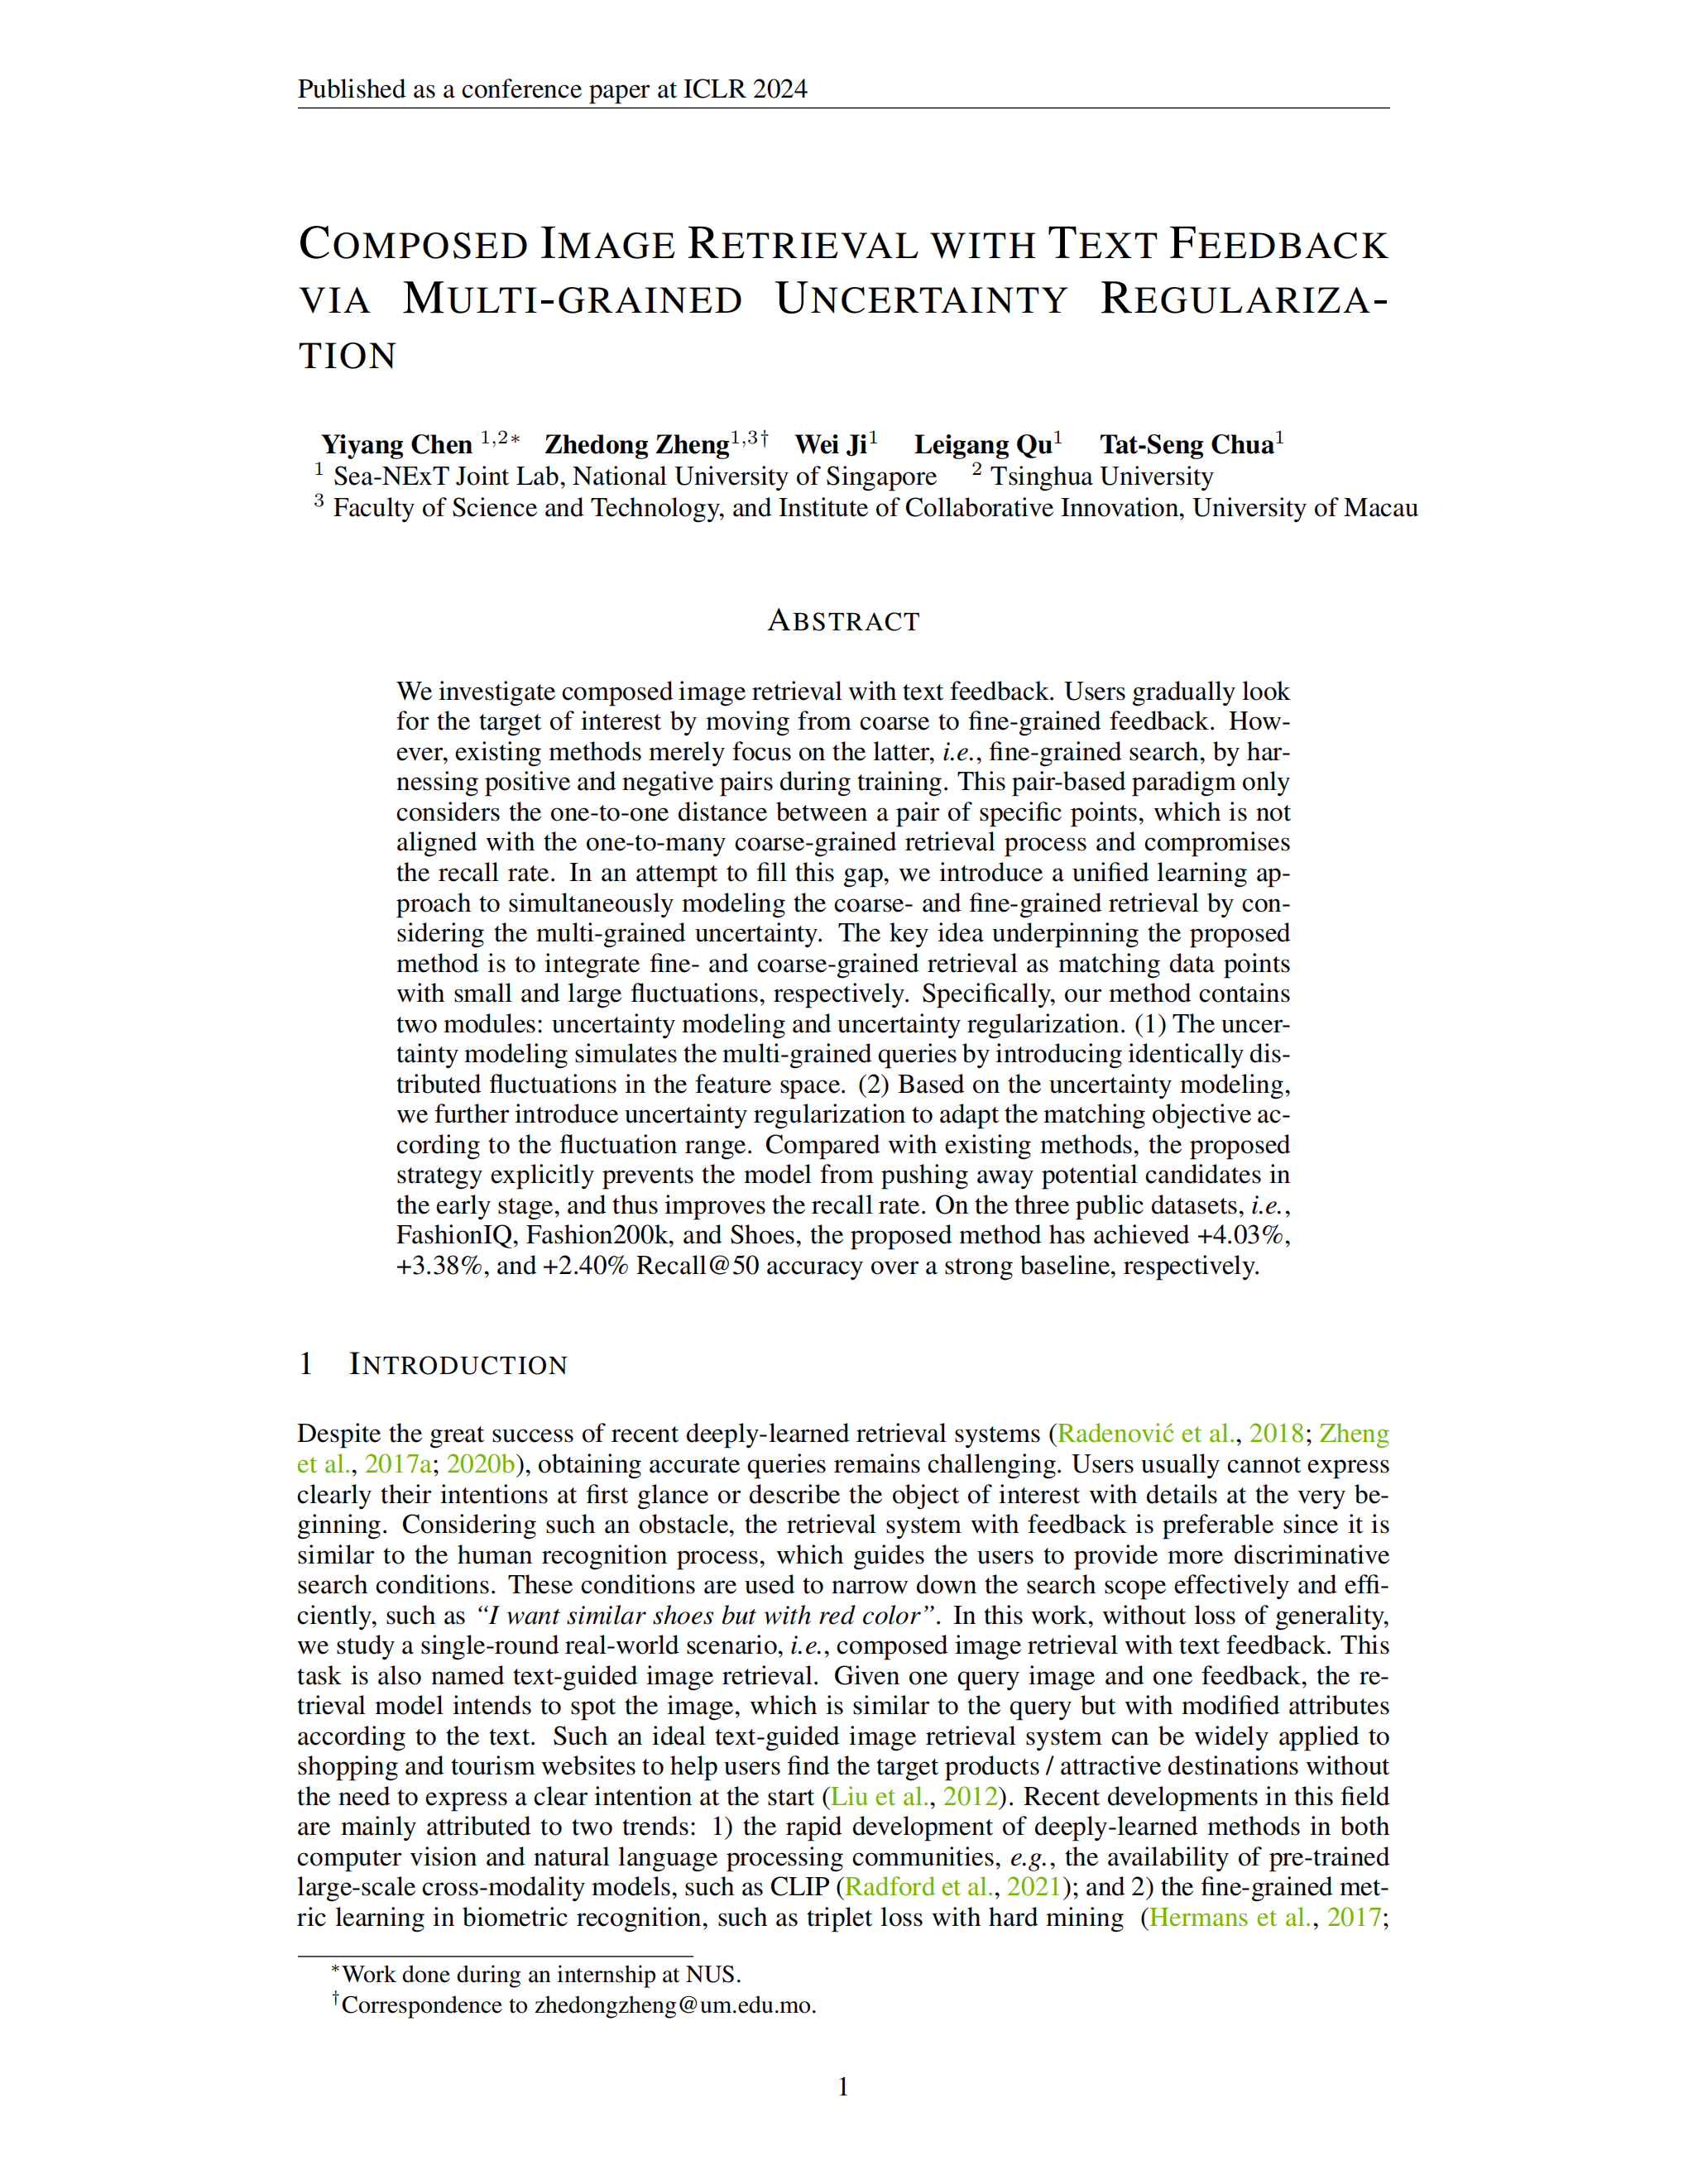 Published as a conference paper at ICLR 2024
COMPOSED IMAGE RETRIEVAL WITH TEXT FEEDBACK
VIA MULTI-GRAINED UNCERTAINTY REGULARIZA-
TION
Yiyang Chen 1,2∗ Zhedong Zheng1,3† Wei Ji1 Leigang Qu1 Tat-Seng Chua1
1 Sea-NExT Joint Lab, National University of Singapore 2 Tsinghua University
3 Faculty of Science and Technology, and Institute of Collaborative Innovation, University of Macau
ABSTRACT
We investigate composed image retrieval with text feedback. Users gradually look
for the target of interest by moving from coarse to fine-grained feedback. How-
ever, existing methods merely focus on the latter, i.e., fine-grained search, by har-
nessing positive and negative pairs during training. This pair-based paradigm only
considers the one-to-one distance between a pair of specific points, which is not
aligned with the one-to-many coarse-grained retrieval process and compromises
the recall rate. In an attempt to fill this gap, we introduce a unified learning ap-
proach to simultaneously modeling the coarse- and fine-grained retrieval by con-
sidering the multi-grained uncertainty. The key idea underpinning the proposed
method is to integrate fine- and coarse-grained retrieval as matching data points
with small and large fluctuations, respectively. Specifically, our method contains
two modules: uncertainty modeling and uncertainty regularization. (1) The uncer-
tainty modeling simulates the multi-grained queries by introducing identically dis-
tributed fluctuations in the feature space. (2) Based on the uncertainty modeling,
we further introduce uncertainty regularization to adapt the matching objective ac-
cording to the fluctuation range. Compared with existing methods, the proposed
strategy explicitly prevents the model from pushing away potential candidates in
the early stage, and thus improves the recall rate. On the three public datasets, i.e.,
FashionIQ, Fashion200k, and Shoes, the proposed method has achieved +4.03%,
+3.38%, and +2.40% Recall@50 accuracy over a strong baseline, respectively.
1 INTRODUCTION
Despite the great success of recent deeply-learned retrieval systems (Radenović et al., 2018; Zheng
et al., 2017a; 2020b), obtaining accurate queries remains challenging. Users usually cannot express
clearly their intentions at first glance or describe the object of interest with details at the very be-
ginning. Considering such an obstacle, the retrieval system with feedback is preferable since it is
similar to the human recognition process, which guides the users to provide more discriminative
search conditions. These conditions are used to narrow down the search scope effectively and effi-
ciently, such as “I want similar shoes but with red color”. In this work, without loss of generality,
we study a single-round real-world scenario, i.e., composed image retrieval with text feedback. This
task is also named text-guided image retrieval. Given one query image and one feedback, the re-
trieval model intends to spot the image, which is similar to the query but with modified attributes
according to the text. Such an ideal text-guided image retrieval system can be widely applied to
shopping and tourism websites to help users find the target products / attractive destinations without
the need to express a clear intention at the start (Liu et al., 2012). Recent developments in this field
are mainly attributed to two trends: 1) the rapid development of deeply-learned methods in both
computer vision and natural language processing communities, e.g., the availability of pre-trained
large-scale cross-modality models, such as CLIP (Radford et al., 2021); and 2) the fine-grained met-
ric learning in biometric recognition, such as triplet loss with hard mining (Hermans et al., 2017;
∗Work done during an internship at NUS.
†Correspondence to zhedongzheng@um.edu.mo.
1